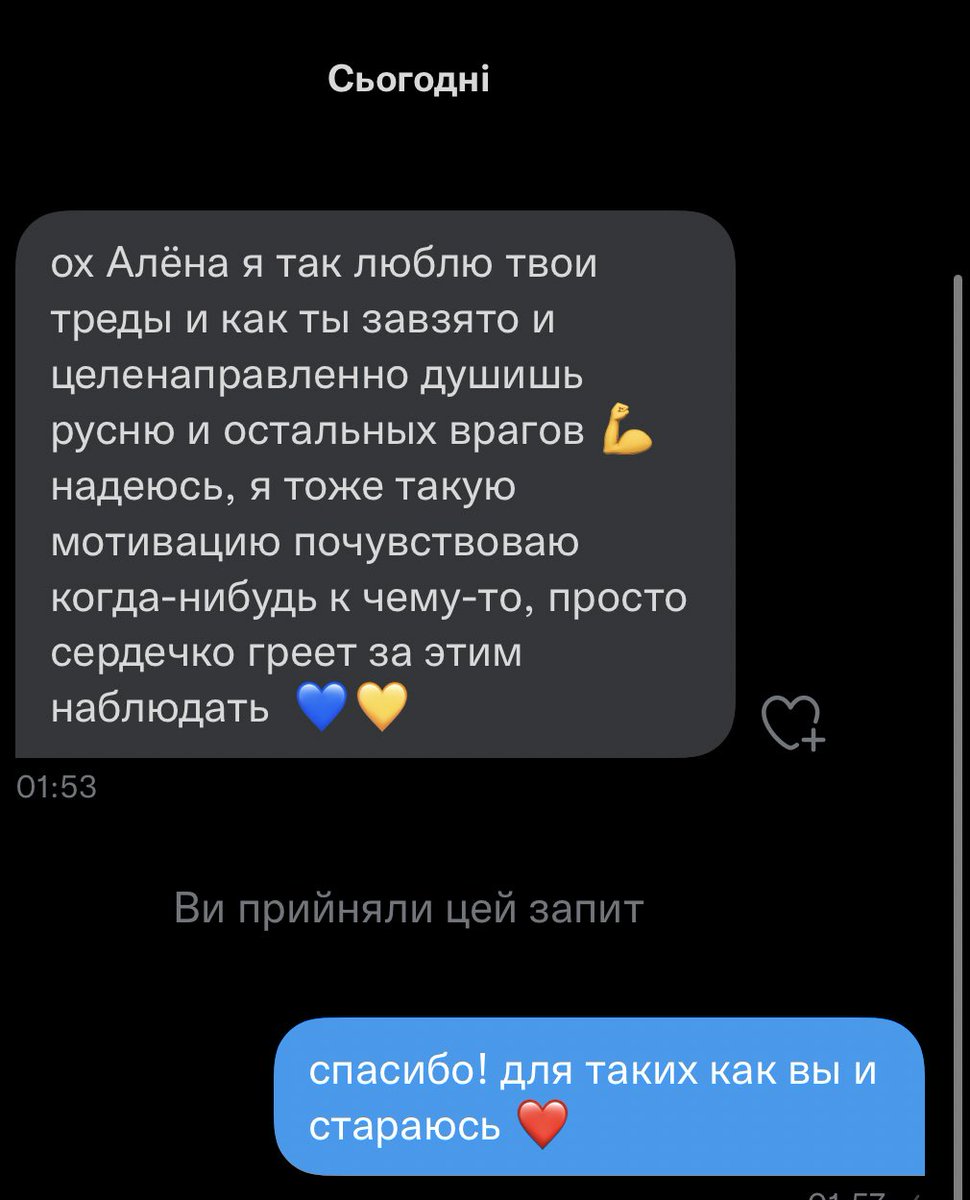 Сьогодні
ох Алёна я так люблю твои
треды и как ты завзято и
целенаправленно душишь
русню и остальных врагов 💪
надеюсь, я тоже такую
мотивацию почувствоваю
когда-нибудь к чему-то, просто
сердечко греет за этим
наблюдать 💙💛
01:53
Ви прийняли цей запит
спасибо! для таких как вы и
стараюсь ❤️